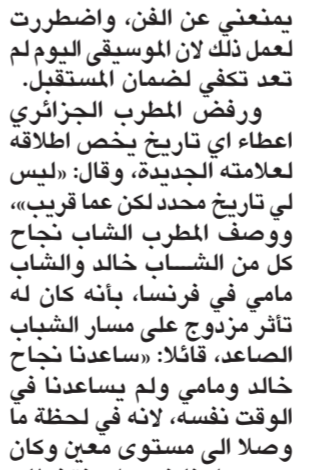 يمنعني عن الفن، واضطررت
لعمل ذلك لان الموسيقى اليوم لم
تعد تكفي لضمان المستقبل.
ورفض المطرب الجزائري
اعطاء اي تاريخ يخص اطلاقه
لعلامته الجديدة، وقال: «ليس
لي تاريخ محدد لكن عما قريب»،
ووصف المطرب الشاب نجاح
كل من الشـــاب خالد والشاب
مامي في فرنسا، بأنه كان له
تأثر مزدوج على مسار الشباب
الصاعد، قائلا: «ساعدنا نجاح
خالد ومامي ولم يساعدنا في
الوقت نفسه، لانه في لحظة ما
وصلا الى مستوى معين وكان